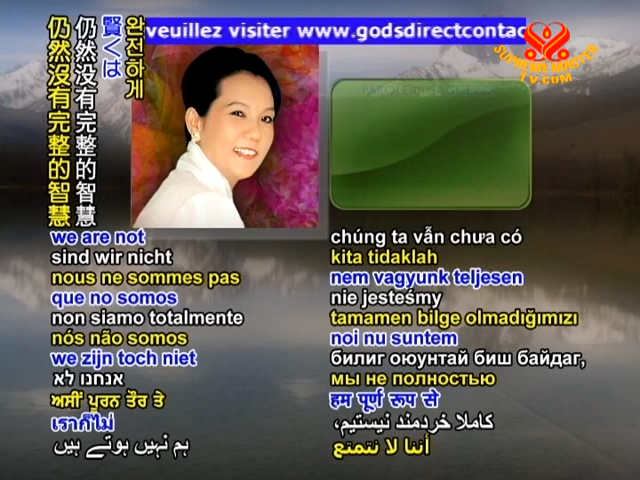 veuillez visiter www.godsdirectcontac
SUPREME MASTER
TV.COM
완전하게
賢くは
仍然沒有完整的智慧
仍然没有完整的智慧
we are not
sind wir nicht
nous ne sommes pas
que no somos
non siamo totalmente
nós não somos
we zijn toch niet
אנחנו לא
ਅਸੀਂ ਪੂਰਨ ਤੌਰ ਤੇ
เราก็ไม่
ہم نہیں ہوتے ہیں
chúng ta vẫn chưa có
kita tidaklah
nem vagyunk teljesen
nie jesteśmy
tamamen bilge olmadığımızı
noi nu suntem
билиг оюунтай биш байдаг,
мы не полностью
हम पूर्ण रूप से
کاملا خردمند نیستیم،
أننا لا نتمتع